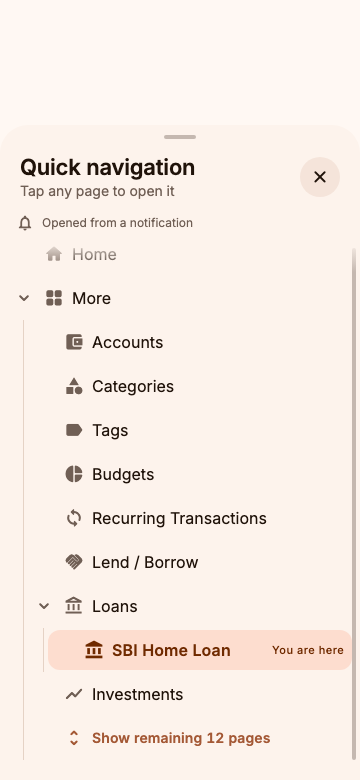 Quick navigation
Tap any page to open it
Opened from a notification
Home
More
Accounts
Categories
Tags
Budgets
Recurring Transactions
Lend / Borrow
Loans
SBI Home Loan You are here
Investments
Show remaining 12 pages